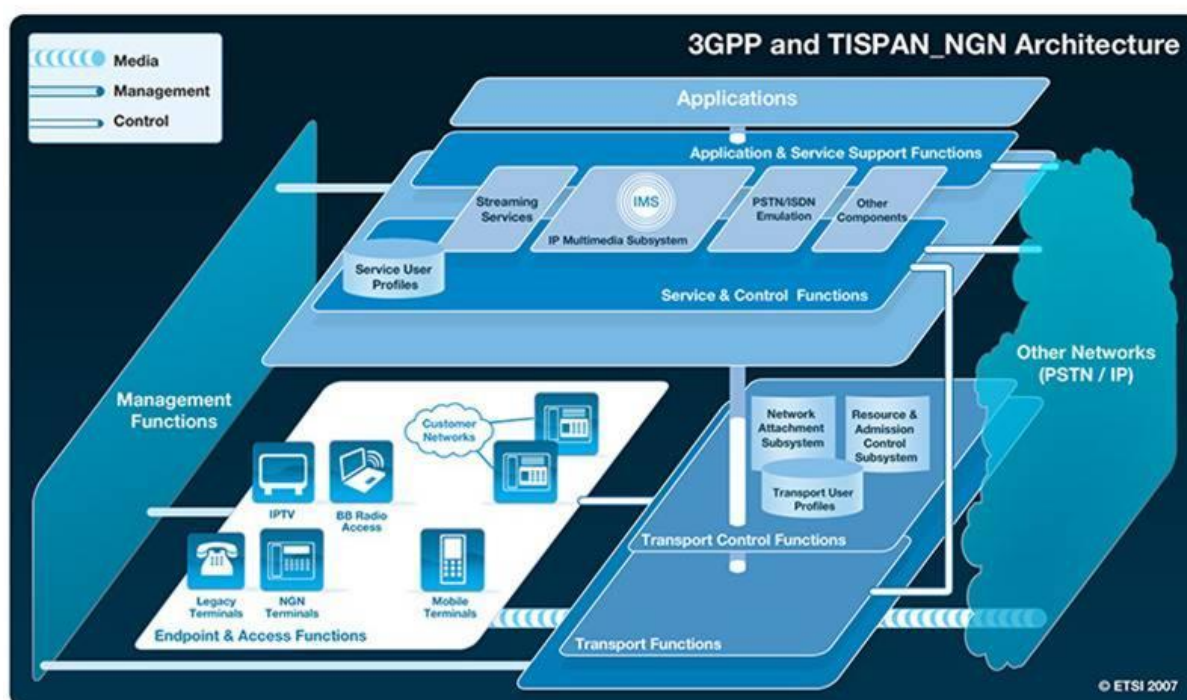 3GPP and TISPAN_NGN Architecture
Media
Management
Control
Applications
Application & Service Support Functions
Streaming
Services
IMS
IP Multimedia Subsystem
PSTN/ISDN
Emulation
Other
Components
Service User
Profiles
Service & Control Functions
Management
Functions
Other Networks
(PSTN / IP)
Customer
Networks
IPTV
BB Radio
Access
Legacy
Terminals
NGN
Terminals
Mobile
Terminals
Endpoint & Access Functions
Network
Attachment
Subsystem
Resource &
Admission
Control
Subsystem
Transport User
Profiles
Transport Control Functions
Transport Functions
© ETSI 2007